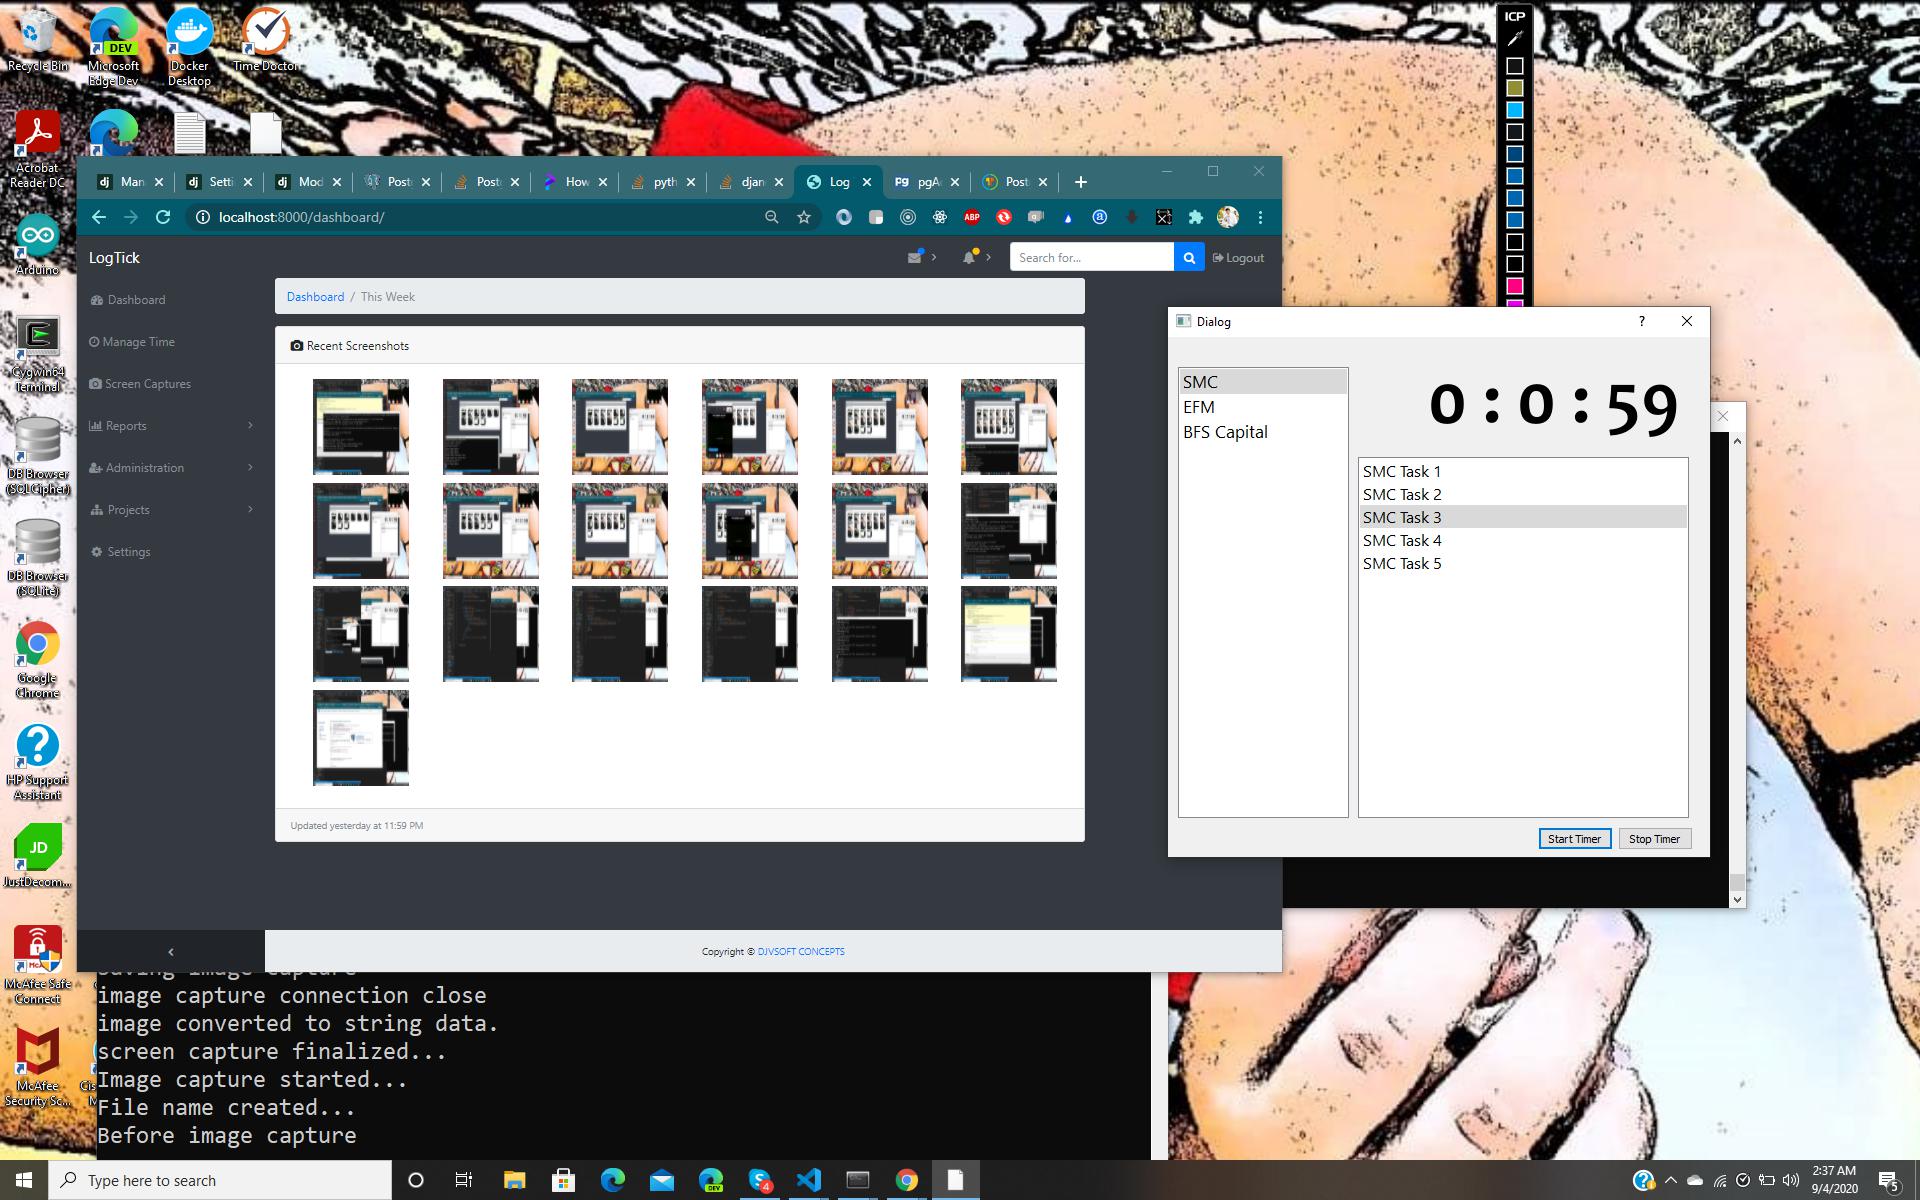 Recycle Bin
Microsoft Edge Dev
Docker Desktop
Time Doctor
ICP
Acrobat Reader DC
Arduino
Cygwin64 Terminal
DB Browser (SQLCipher)
DB Browser (SQLite)
Google Chrome
HP Support Assistant
JustDecom...
McAfee Safe Connect
McAfee Security Sc...
Man
Setti
Mod
Post
Post
How
pyth
djan
Log
pgA
Post
localhost:8000/dashboard/
ABP
LogTick
Search for...
Logout
Dashboard
Manage Time
Screen Captures
Reports
Administration
Projects
Settings
Dashboard / This Week
Recent Screenshots
Updated yesterday at 11:59 PM
Copyright © DJVSOFT CONCEPTS
Dialog
SMC
EFM
BFS Capital
0:0:59
SMC Task 1
SMC Task 2
SMC Task 3
SMC Task 4
SMC Task 5
Start Timer
Stop Timer
Saving image capture
image capture connection close
image converted to string data.
screen capture finalized...
Image capture started...
File name created...
Before image capture
Type here to search
2:37 AM
9/4/2020